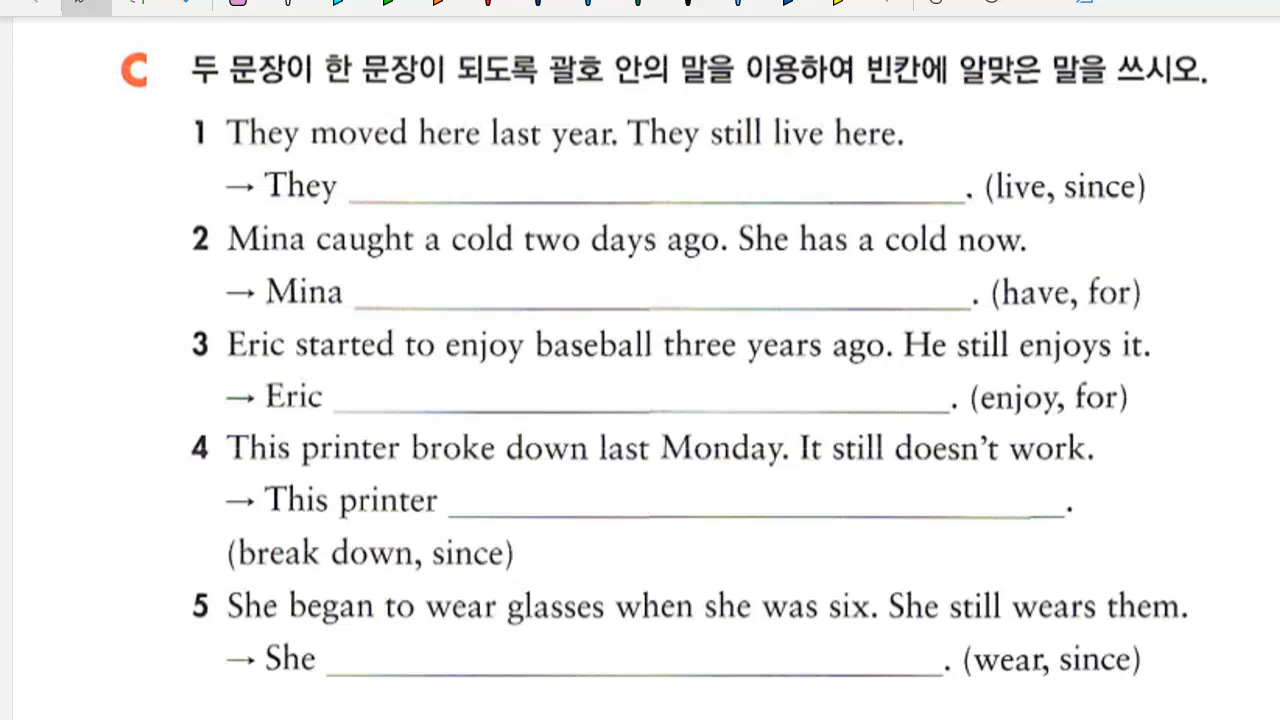 C 두 문장이 한 문장이 되도록 괄호 안의 말을 이용하여 빈칸에 알맞은 말을 쓰시오.
1 They moved here last year. They still live here.
→ They ______. (live, since)
2 Mina caught a cold two days ago. She has a cold now.
→ Mina ______. (have, for)
3 Eric started to enjoy baseball three years ago. He still enjoys it.
→ Eric ______. (enjoy, for)
4 This printer broke down last Monday. It still doesn't work.
→ This printer ______.
(break down, since)
5 She began to wear glasses when she was six. She still wears them.
→ She ______. (wear, since)